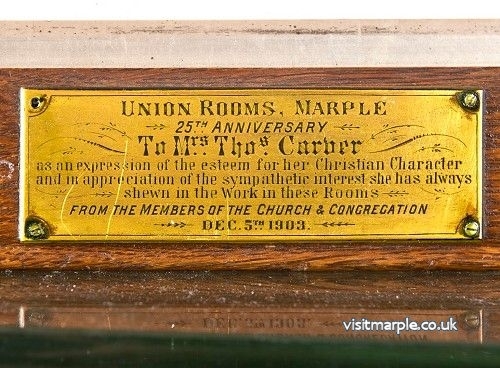 UNION ROOMS, MARPLE
25TH ANNIVERSARY
To Mrs Thos Carver
as an expression of the esteem for her Christian Character
and in appreciation of the sympathetic interest she has always
shewn in the Work in these Rooms
FROM THE MEMBERS OF THE CHURCH & CONGREGATION
DEC. 5TH 1903.
visitmarple.co.uk